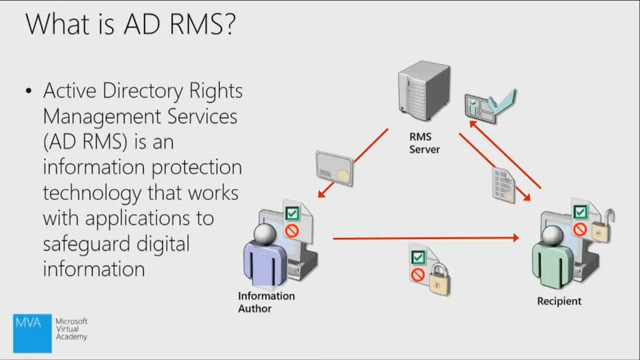 What is AD RMS?
• Active Directory Rights
Management Services
(AD RMS) is an
information protection
technology that works
with applications to
safeguard digital
information
RMS
Server
Information
Author
Recipient
MVA
Microsoft
Virtual
Academy